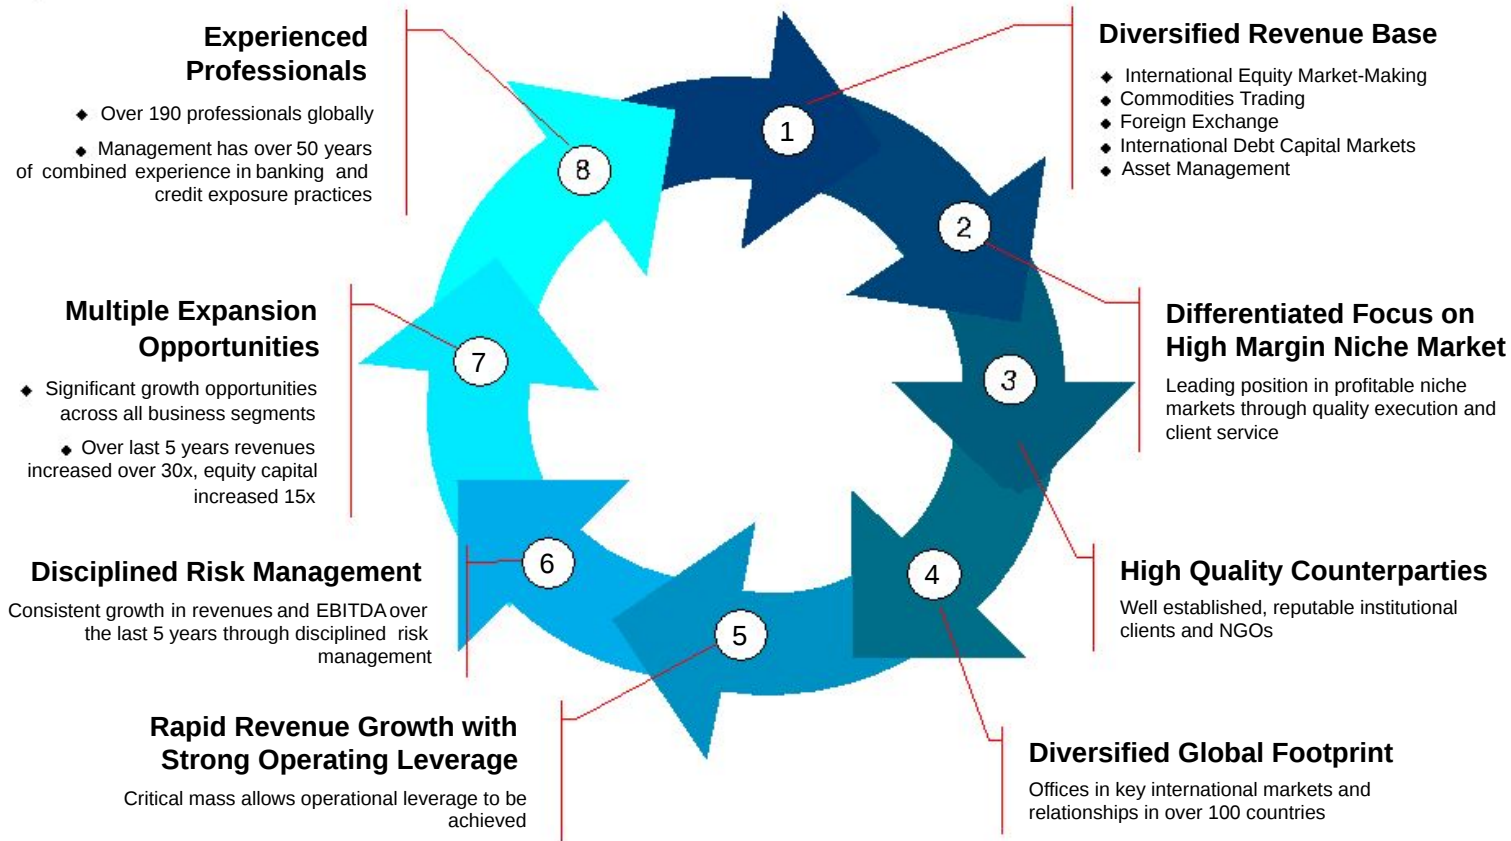 Diversified Revenue Base
◆ International Equity Market-Making
◆ Commodities Trading
◆ Foreign Exchange
◆ International Debt Capital Markets
◆ Asset Management
1
2
Differentiated Focus on
High Margin Niche Market
Leading position in profitable niche
markets through quality execution and
client service
3
High Quality Counterparties
Well established, reputable institutional
clients and NGOs
4
Diversified Global Footprint
Offices in key international markets and
relationships in over 100 countries
5
Rapid Revenue Growth with
Strong Operating Leverage
Critical mass allows operational leverage to be
achieved
6
Disciplined Risk Management
Consistent growth in revenues and EBITDA over
the last 5 years through disciplined risk
management
7
Multiple Expansion
Opportunities
◆ Significant growth opportunities
across all business segments
◆ Over last 5 years revenues
increased over 30x, equity capital
increased 15x
8
Experienced
Professionals
◆ Over 190 professionals globally
◆ Management has over 50 years
of combined experience in banking and
credit exposure practices